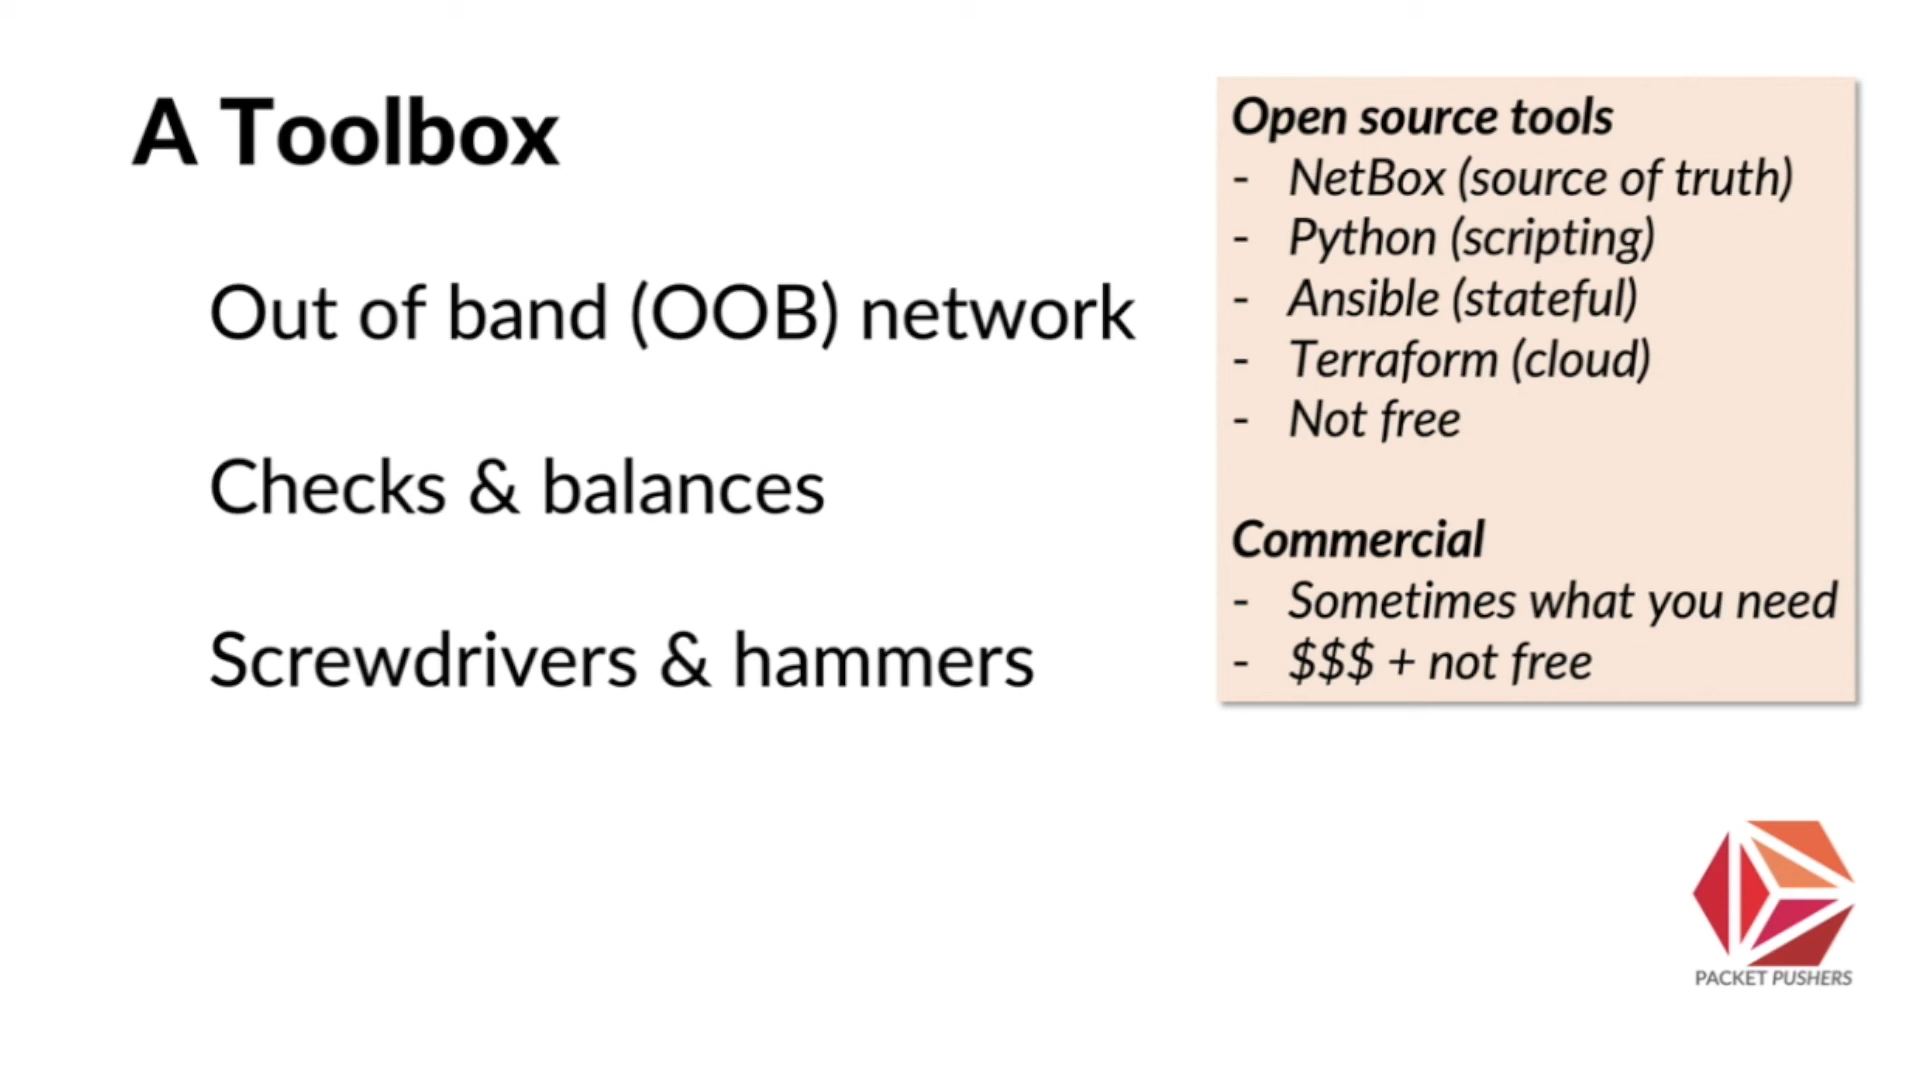 A Toolbox
Out of band (OOB) network
Checks & balances
Screwdrivers & hammers
Open source tools
- NetBox (source of truth)
- Python (scripting)
- Ansible (stateful)
- Terraform (cloud)
- Not free
Commercial
- Sometimes what you need
- $$$ + not free
PACKET PUSHERS